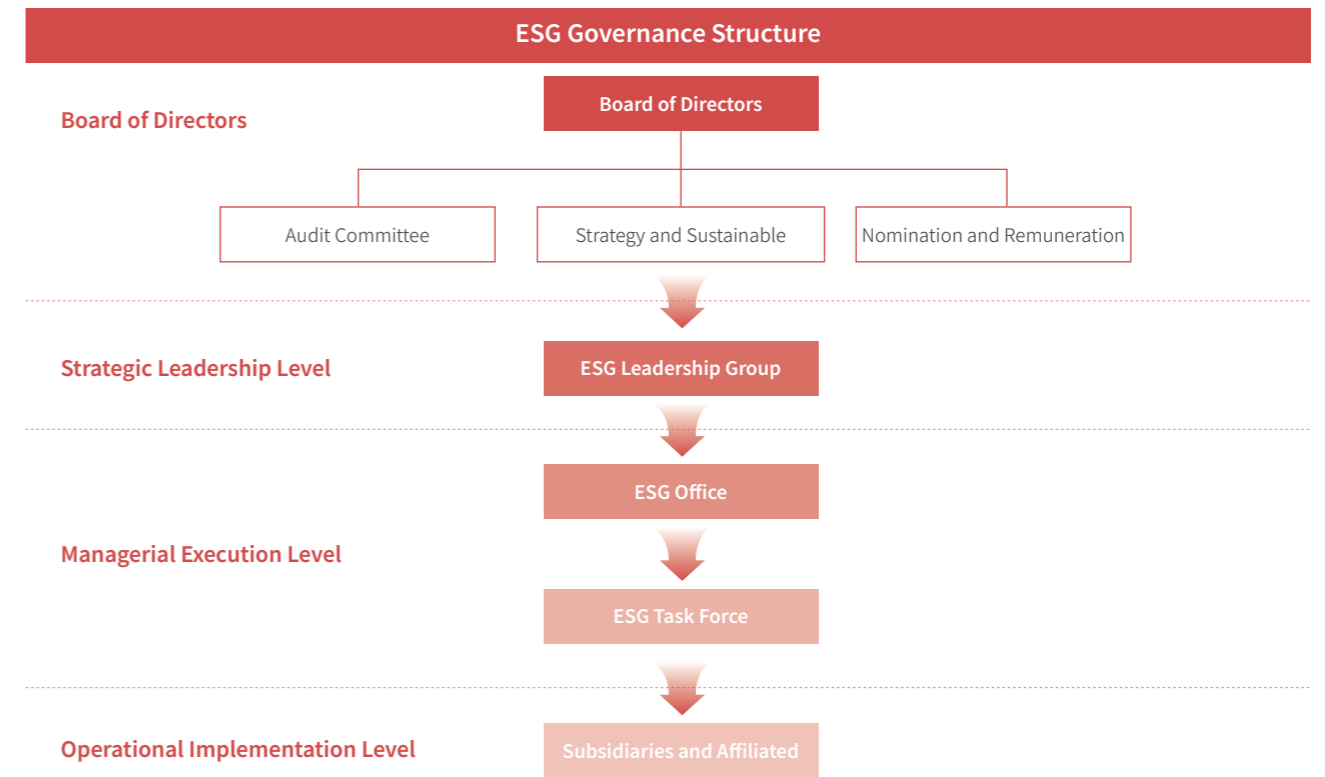 ESG Governance Structure
Board of Directors
Board of Directors
Audit Committee
Strategy and Sustainable
Nomination and Remuneration
Strategic Leadership Level
ESG Leadership Group
ESG Office
Managerial Execution Level
ESG Task Force
Operational Implementation Level
Subsidiaries and Affiliated